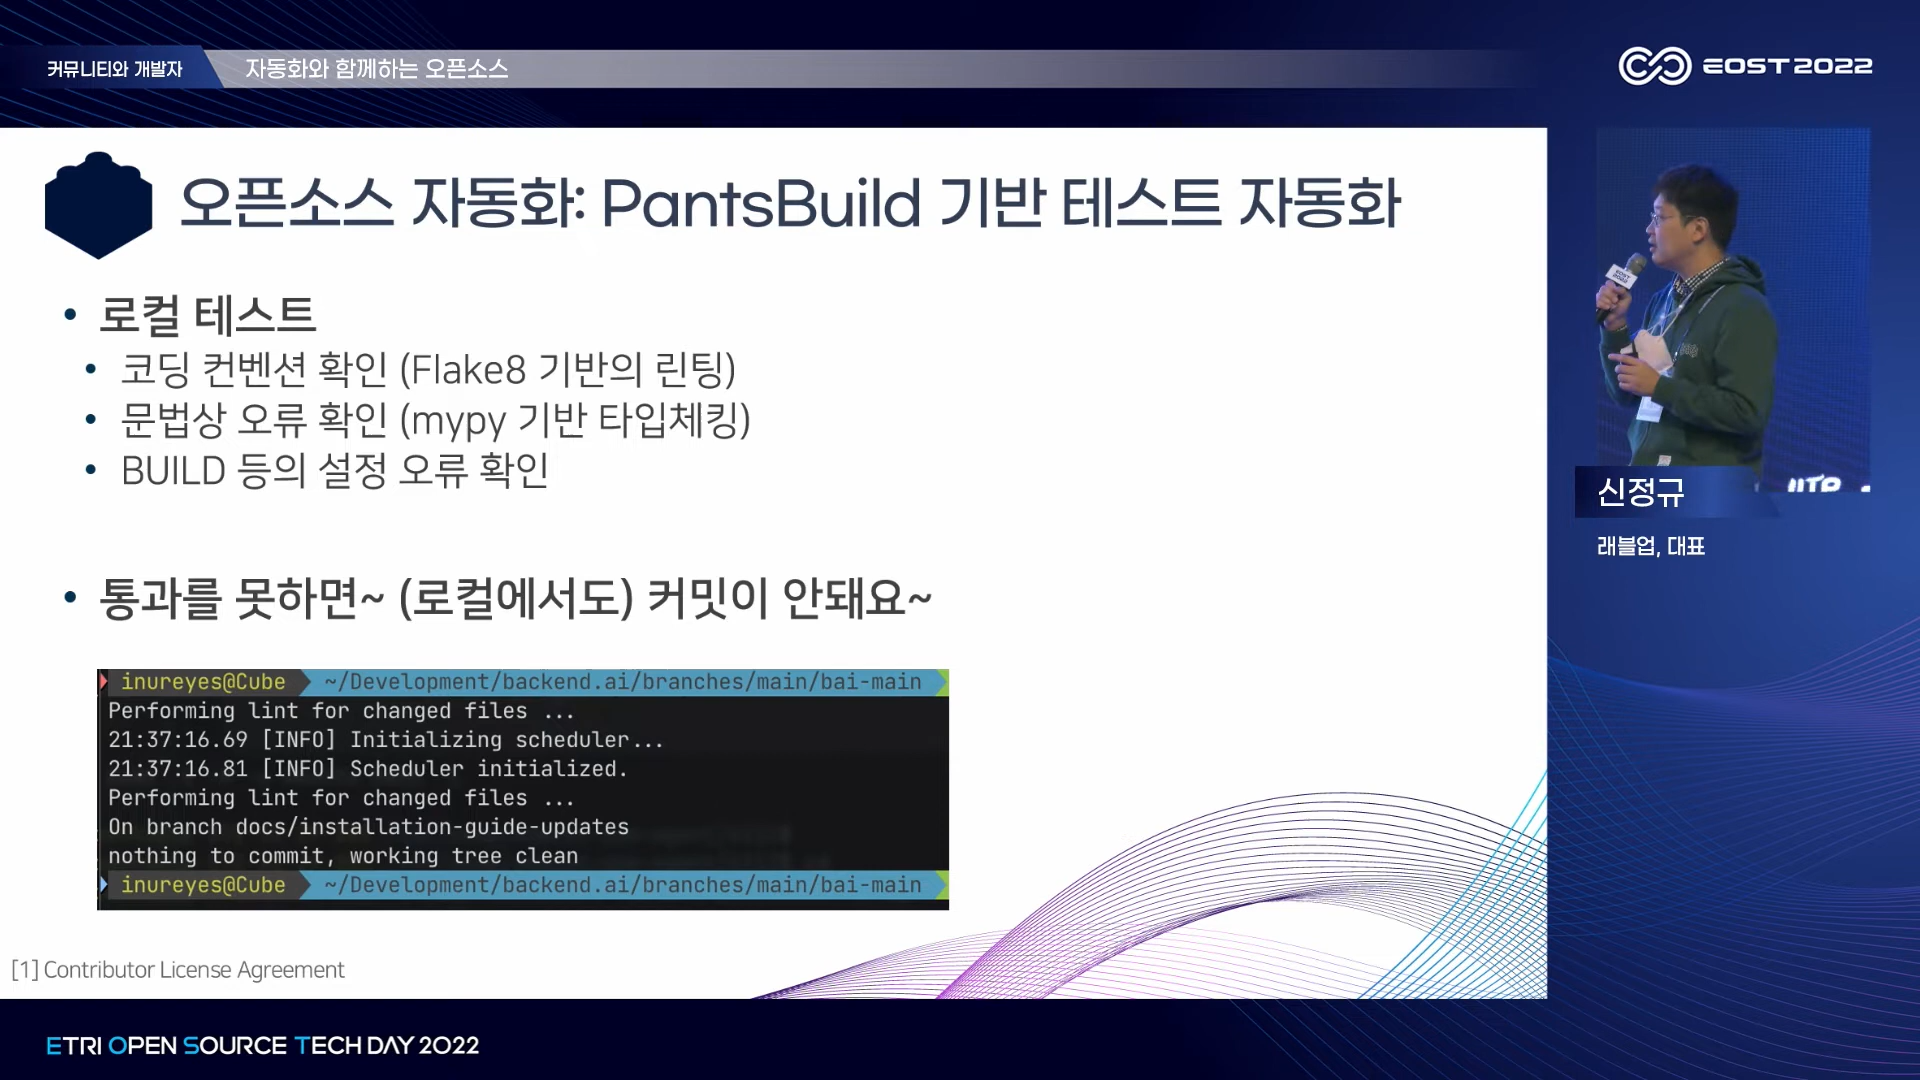 커뮤니티와 개발자
자동화와 함께하는 오픈소스
EOST2022
오픈소스 자동화: PantsBuild 기반 테스트 자동화
• 로컬 테스트
• 코딩 컨벤션 확인 (Flake8 기반의 린팅)
• 문법상 오류 확인 (mypy 기반 타입체킹)
• BUILD 등의 설정 오류 확인
• 통과를 못하면~ (로컬에서도) 커밋이 안돼요~
inureyes@Cube ~/Development/backend.ai/branches/main/bai-main
Performing lint for changed files ...
21:37:16.69 [INFO] Initializing scheduler...
21:37:16.81 [INFO] Scheduler initialized.
Performing lint for changed files ...
On branch docs/installation-guide-updates
nothing to commit, working tree clean
inureyes@Cube ~/Development/backend.ai/branches/main/bai-main
[1] Contributor License Agreement
EOST
2022
신정규
래블업, 대표
ETRI OPEN SOURCE TECH DAY 2022